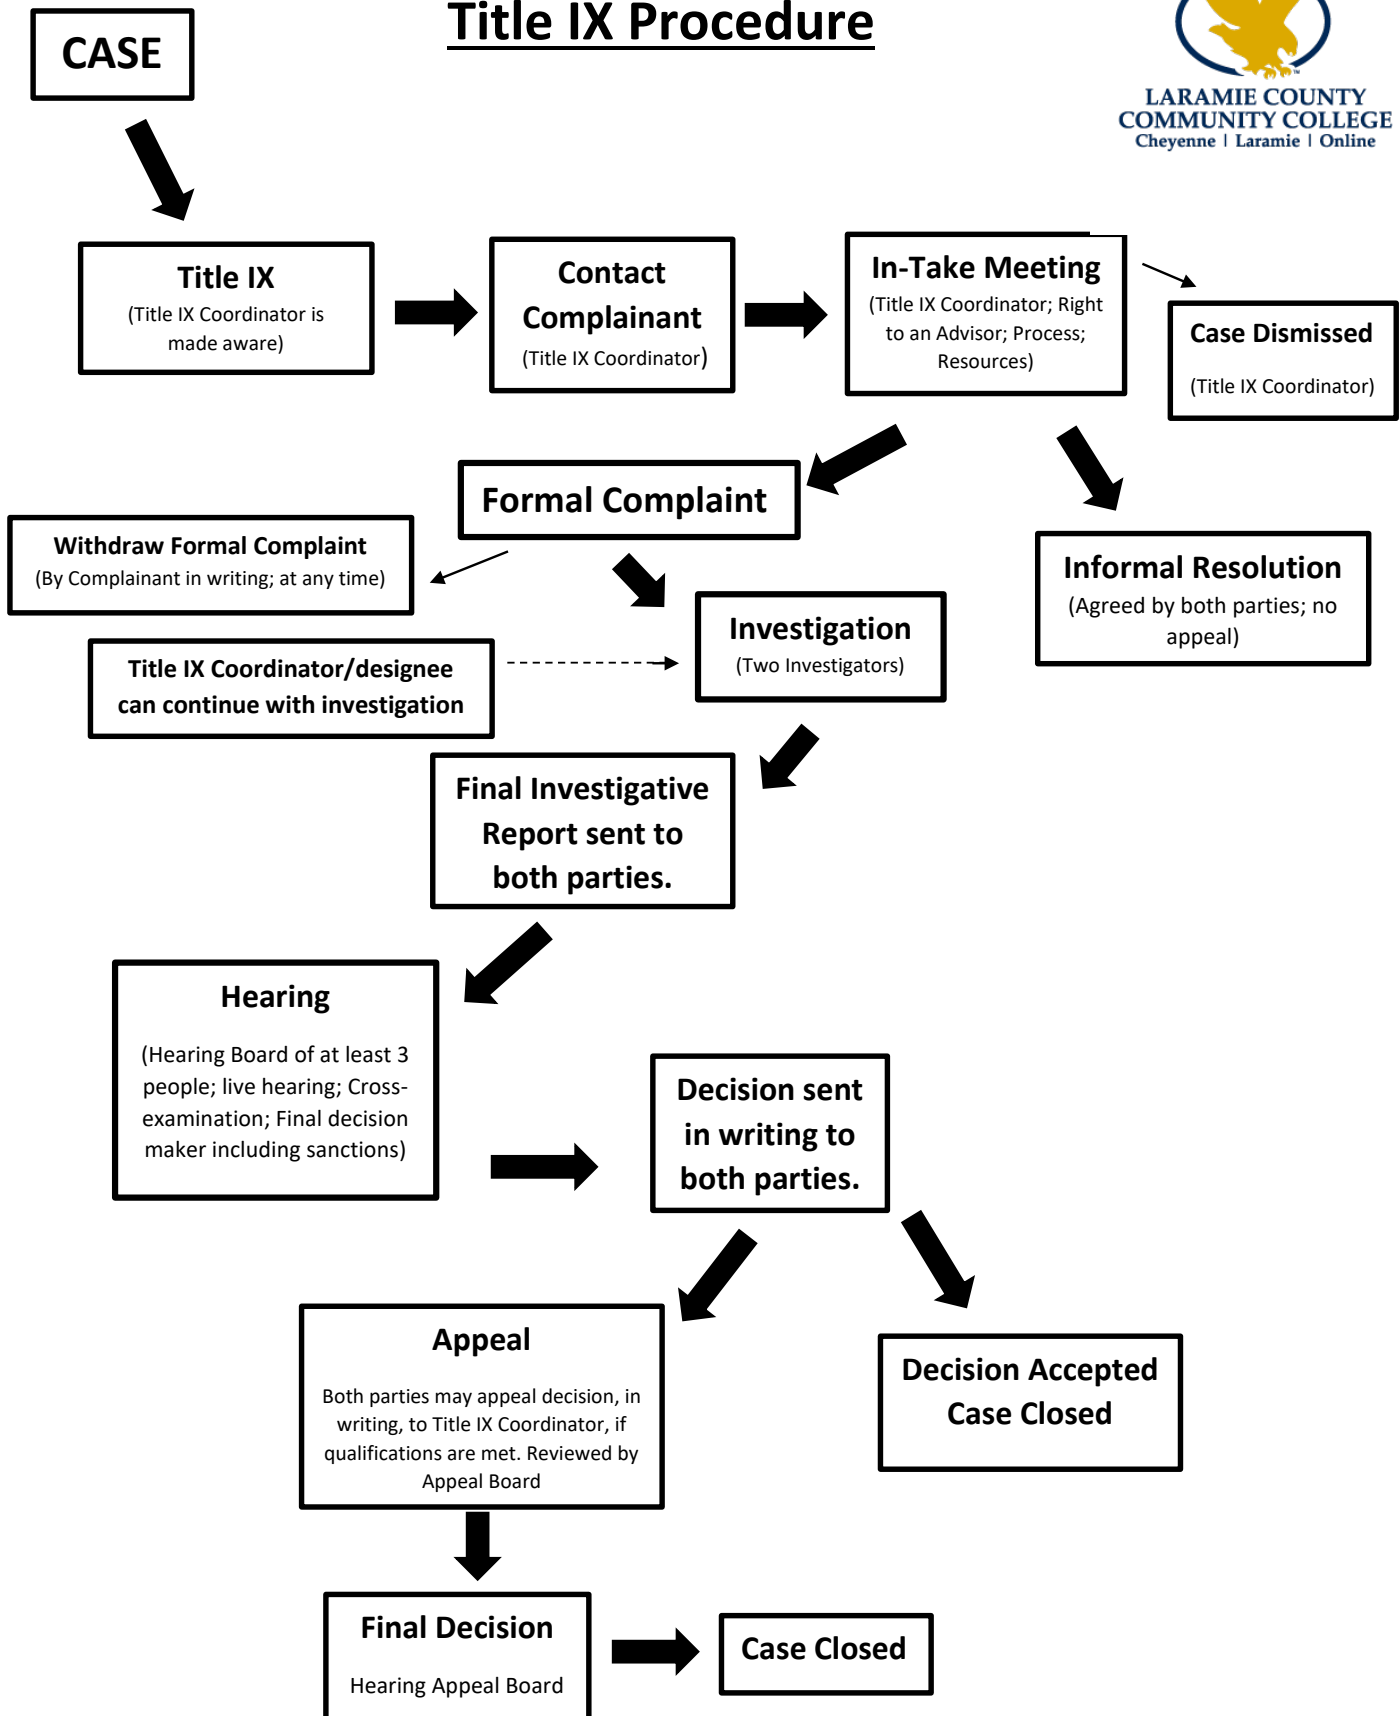 Title IX Procedure
CASE
LARAMIE COUNTY
COMMUNITY COLLEGE
Cheyenne | Laramie | Online
Title IX
(Title IX Coordinator is
made aware)
Contact
Complainant
(Title IX Coordinator)
In-Take Meeting
(Title IX Coordinator; Right
to an Advisor; Process;
Resources)
Case Dismissed
(Title IX Coordinator)
Formal Complaint
Withdraw Formal Complaint
(By Complainant in writing; at any time)
Informal Resolution
(Agreed by both parties; no
appeal)
Investigation
(Two Investigators)
Title IX Coordinator/designee
can continue with investigation
Final Investigative
Report sent to
both parties.
Hearing
(Hearing Board of at least 3
people; live hearing; Cross-
examination; Final decision
maker including sanctions)
Decision sent
in writing to
both parties.
Appeal
Both parties may appeal decision, in
writing, to Title IX Coordinator, if
qualifications are met. Reviewed by
Appeal Board
Decision Accepted
Case Closed
Final Decision
Hearing Appeal Board
Case Closed